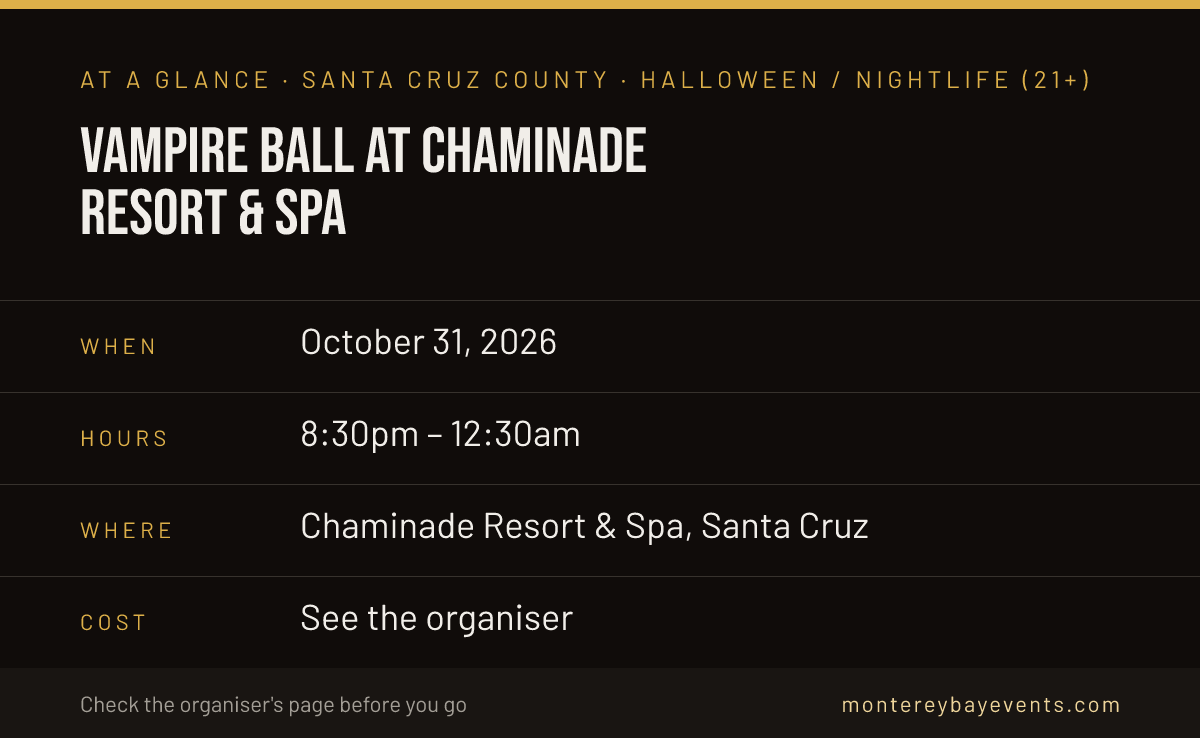 AT A GLANCE · SANTA CRUZ COUNTY · HALLOWEEN / NIGHTLIFE (21+)
VAMPIRE BALL AT CHAMINADE
RESORT & SPA
WHEN October 31, 2026
HOURS 8:30pm – 12:30am
WHERE Chaminade Resort & Spa, Santa Cruz
COST See the organiser
Check the organiser's page before you go montereybayevents.com